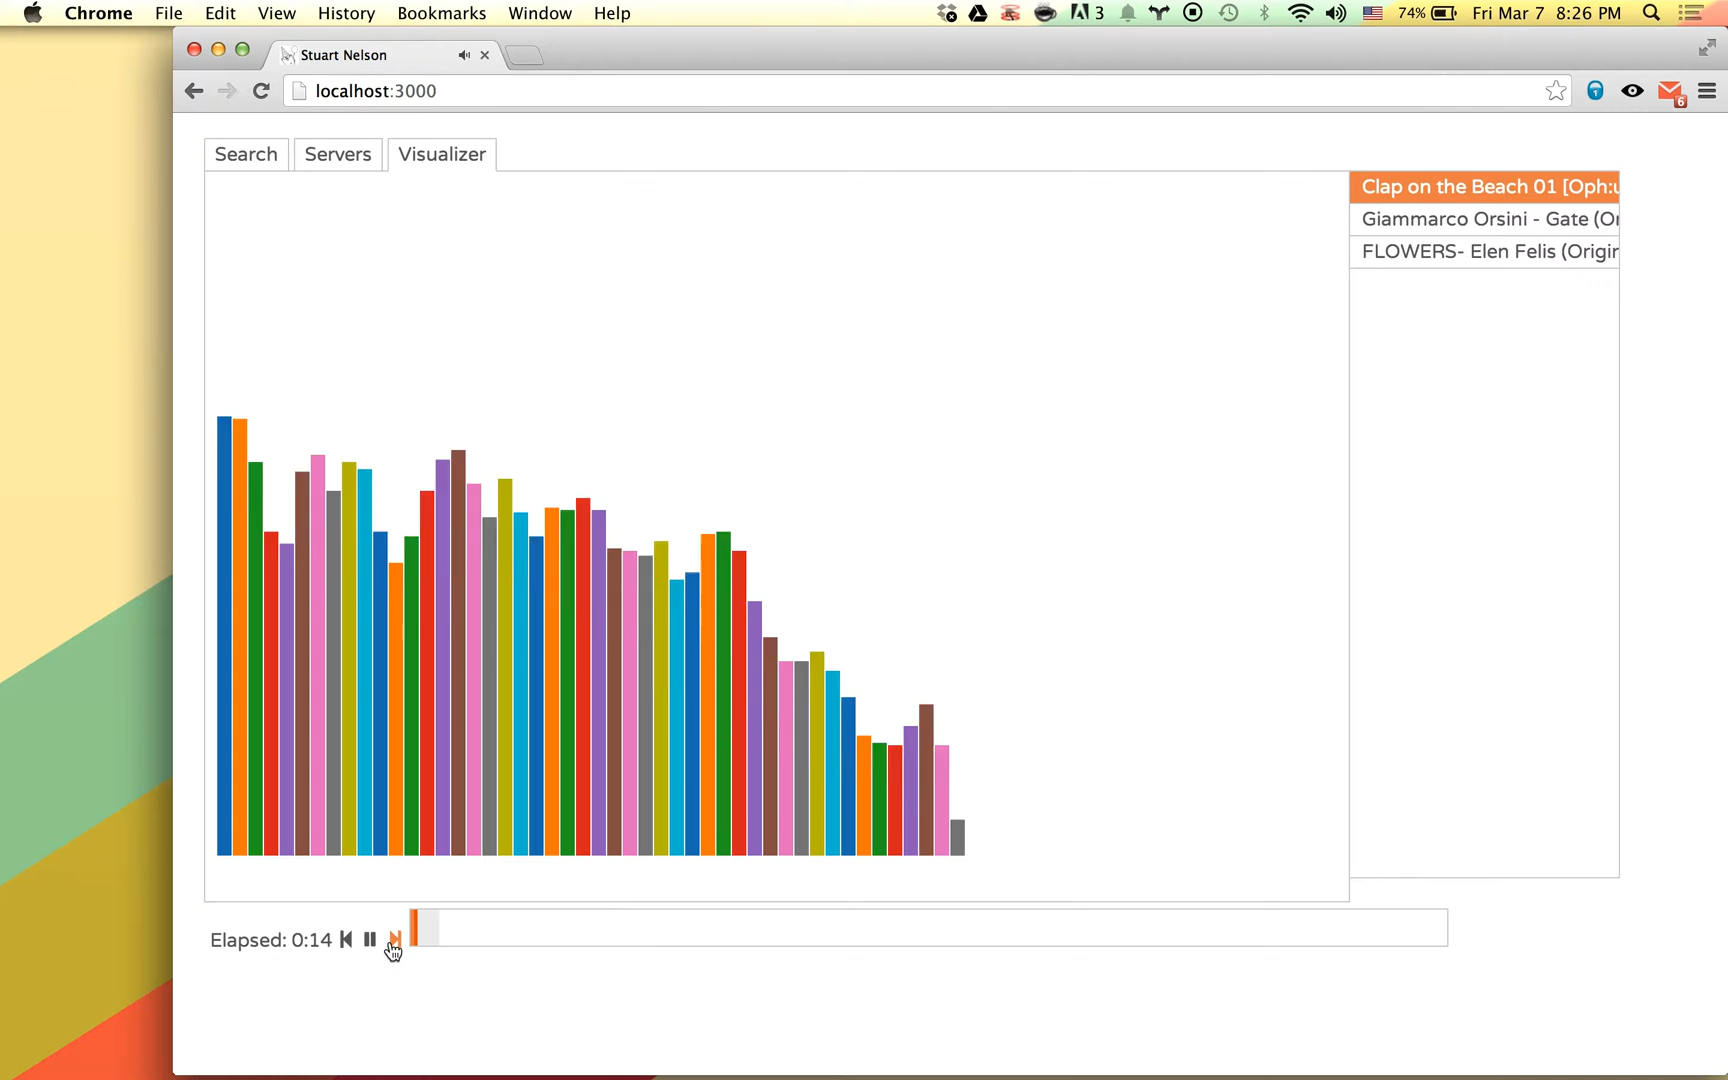 Chrome File Edit View History Bookmarks Window Help 3 74% Fri Mar 7 8:26 PM
Stuart Nelson
localhost:3000
6
Search Servers Visualizer
Clap on the Beach 01 [Oph:u
Giammarco Orsini - Gate (Or
FLOWERS- Elen Felis (Origin
Elapsed: 0:14